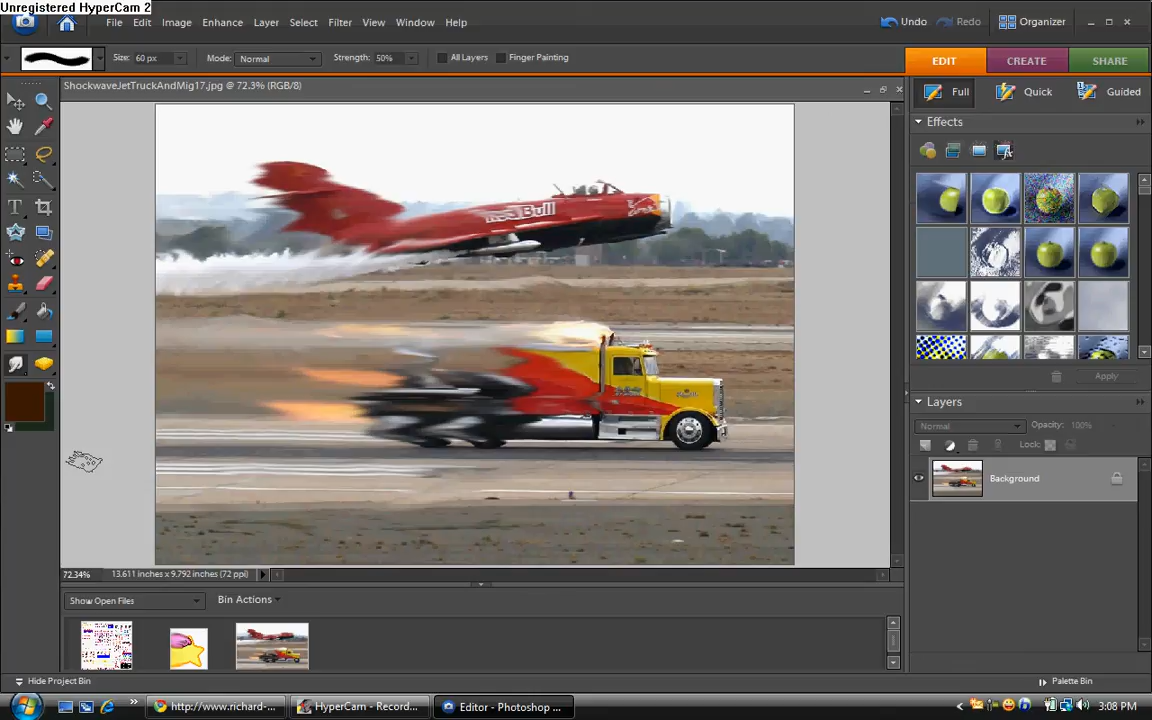 Unregistered HyperCam 2
File Edit Image Enhance Layer Select Filter View Window Help
Undo Redo Organizer
Size: 60 px Mode: Normal Strength: 50% All Layers Finger Painting
EDIT CREATE SHARE
ShockwaveJetTruckAndMig17.jpg @ 72.3% (RGB/8)
Full Quick Guided
Effects
Red Bull
Apply
Layers
Normal Opacity: 100%
Lock:
Background
72.34% 13.611 inches x 9.792 inches (72 ppi)
Show Open Files Bin Actions
Hide Project Bin Palette Bin
http://www.richard-... HyperCam - Record... Editor - Photoshop ... 3:08 PM